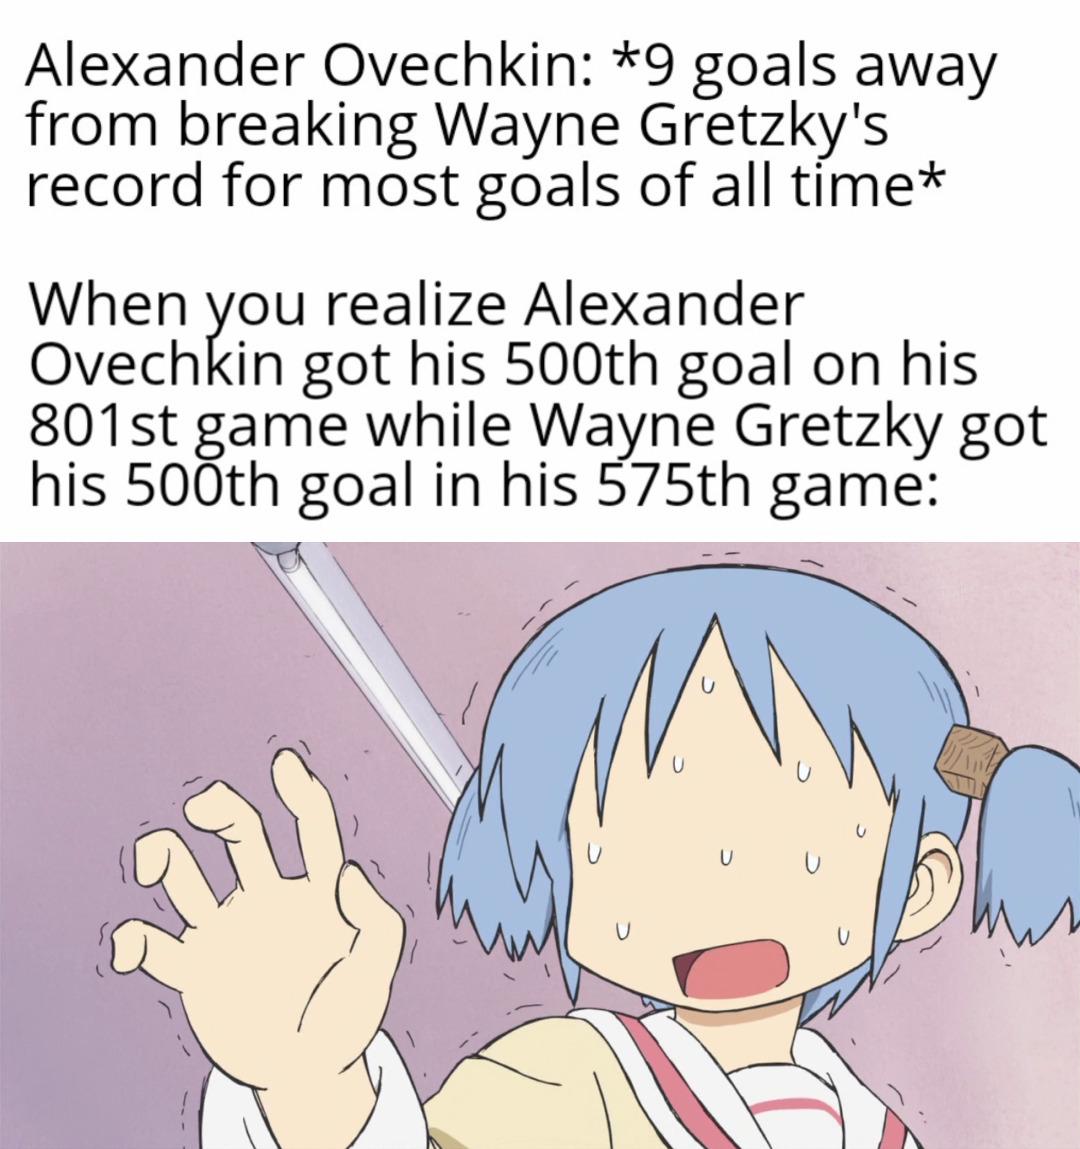 Alexander Ovechkin: *9 goals away
from breaking Wayne Gretzky's
record for most goals of all time*
When you realize Alexander
Ovechkin got his 500th goal on his
801st game while Wayne Gretzky got
his 500th goal in his 575th game: